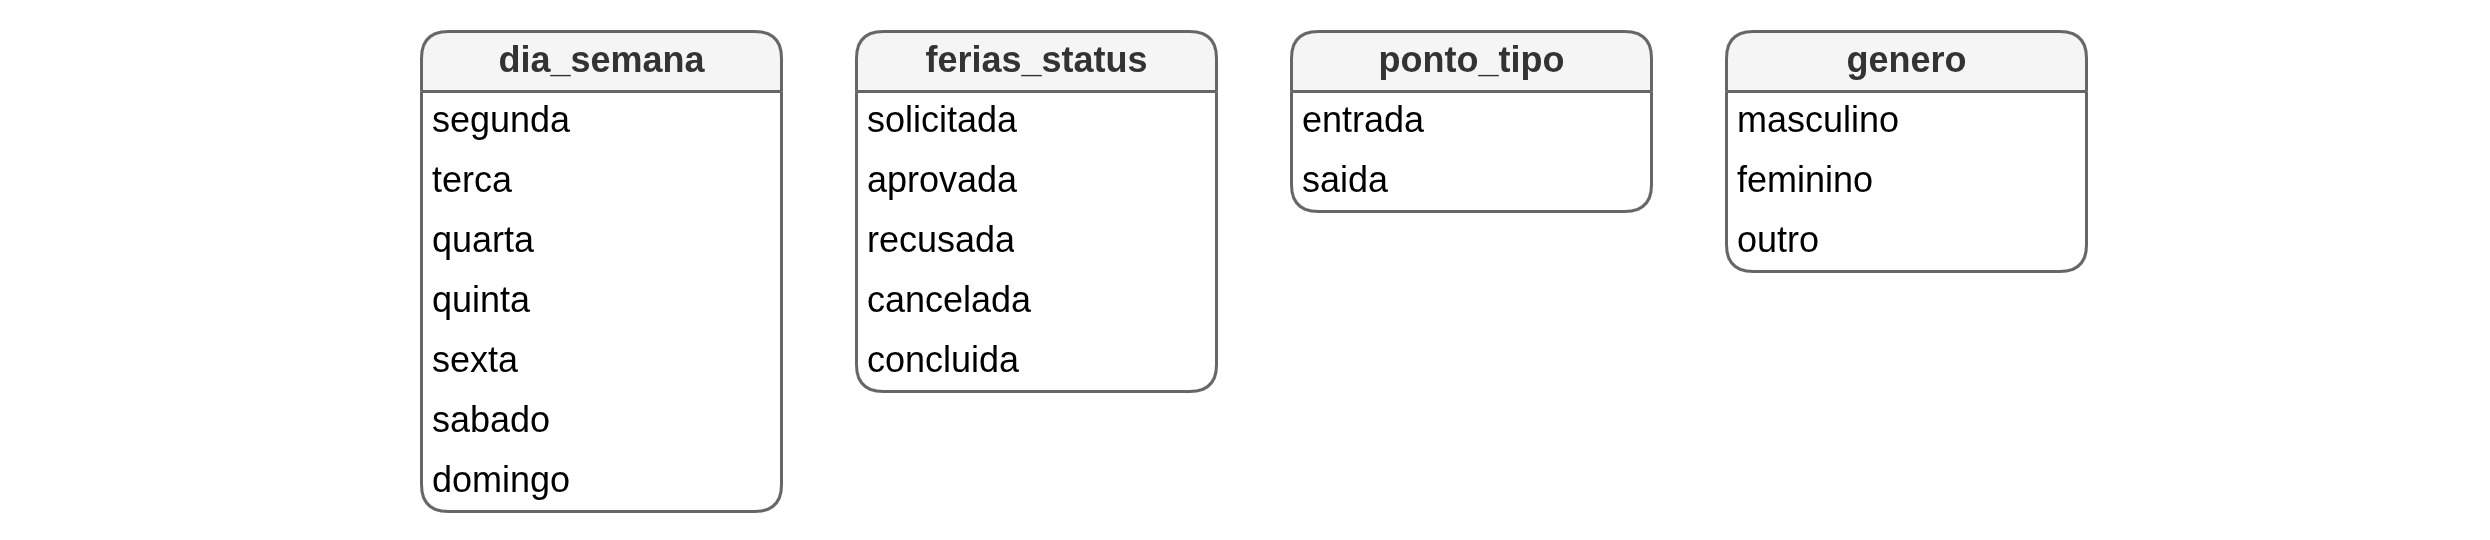 dia_semana
segunda
terca
quarta
quinta
sexta
sabado
domingo
ferias_status
solicitada
aprovada
recusada
cancelada
concluida
ponto_tipo
entrada
saida
genero
masculino
feminino
outro